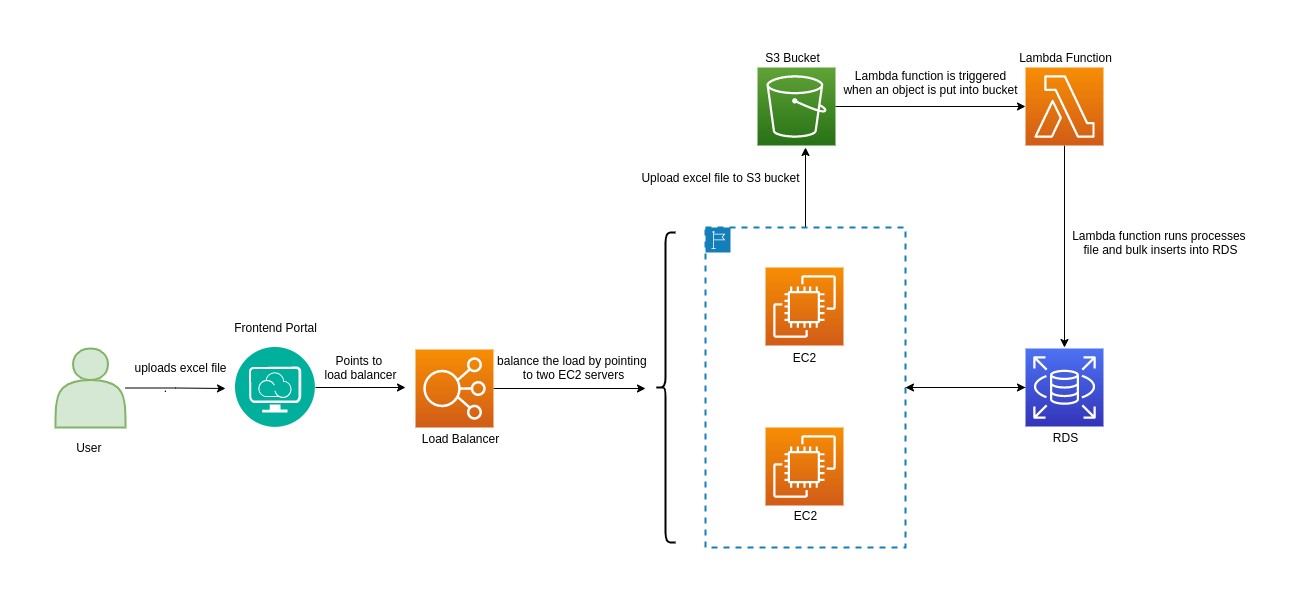 S3 Bucket
Lambda Function
Lambda function is triggered
when an object is put into bucket
Upload excel file to S3 bucket
Lambda function runs processes
file and bulk inserts into RDS
Frontend Portal
uploads excel file
Points to
load balancer
balance the load by pointing
to two EC2 servers
EC2
User
Load Balancer
RDS
EC2